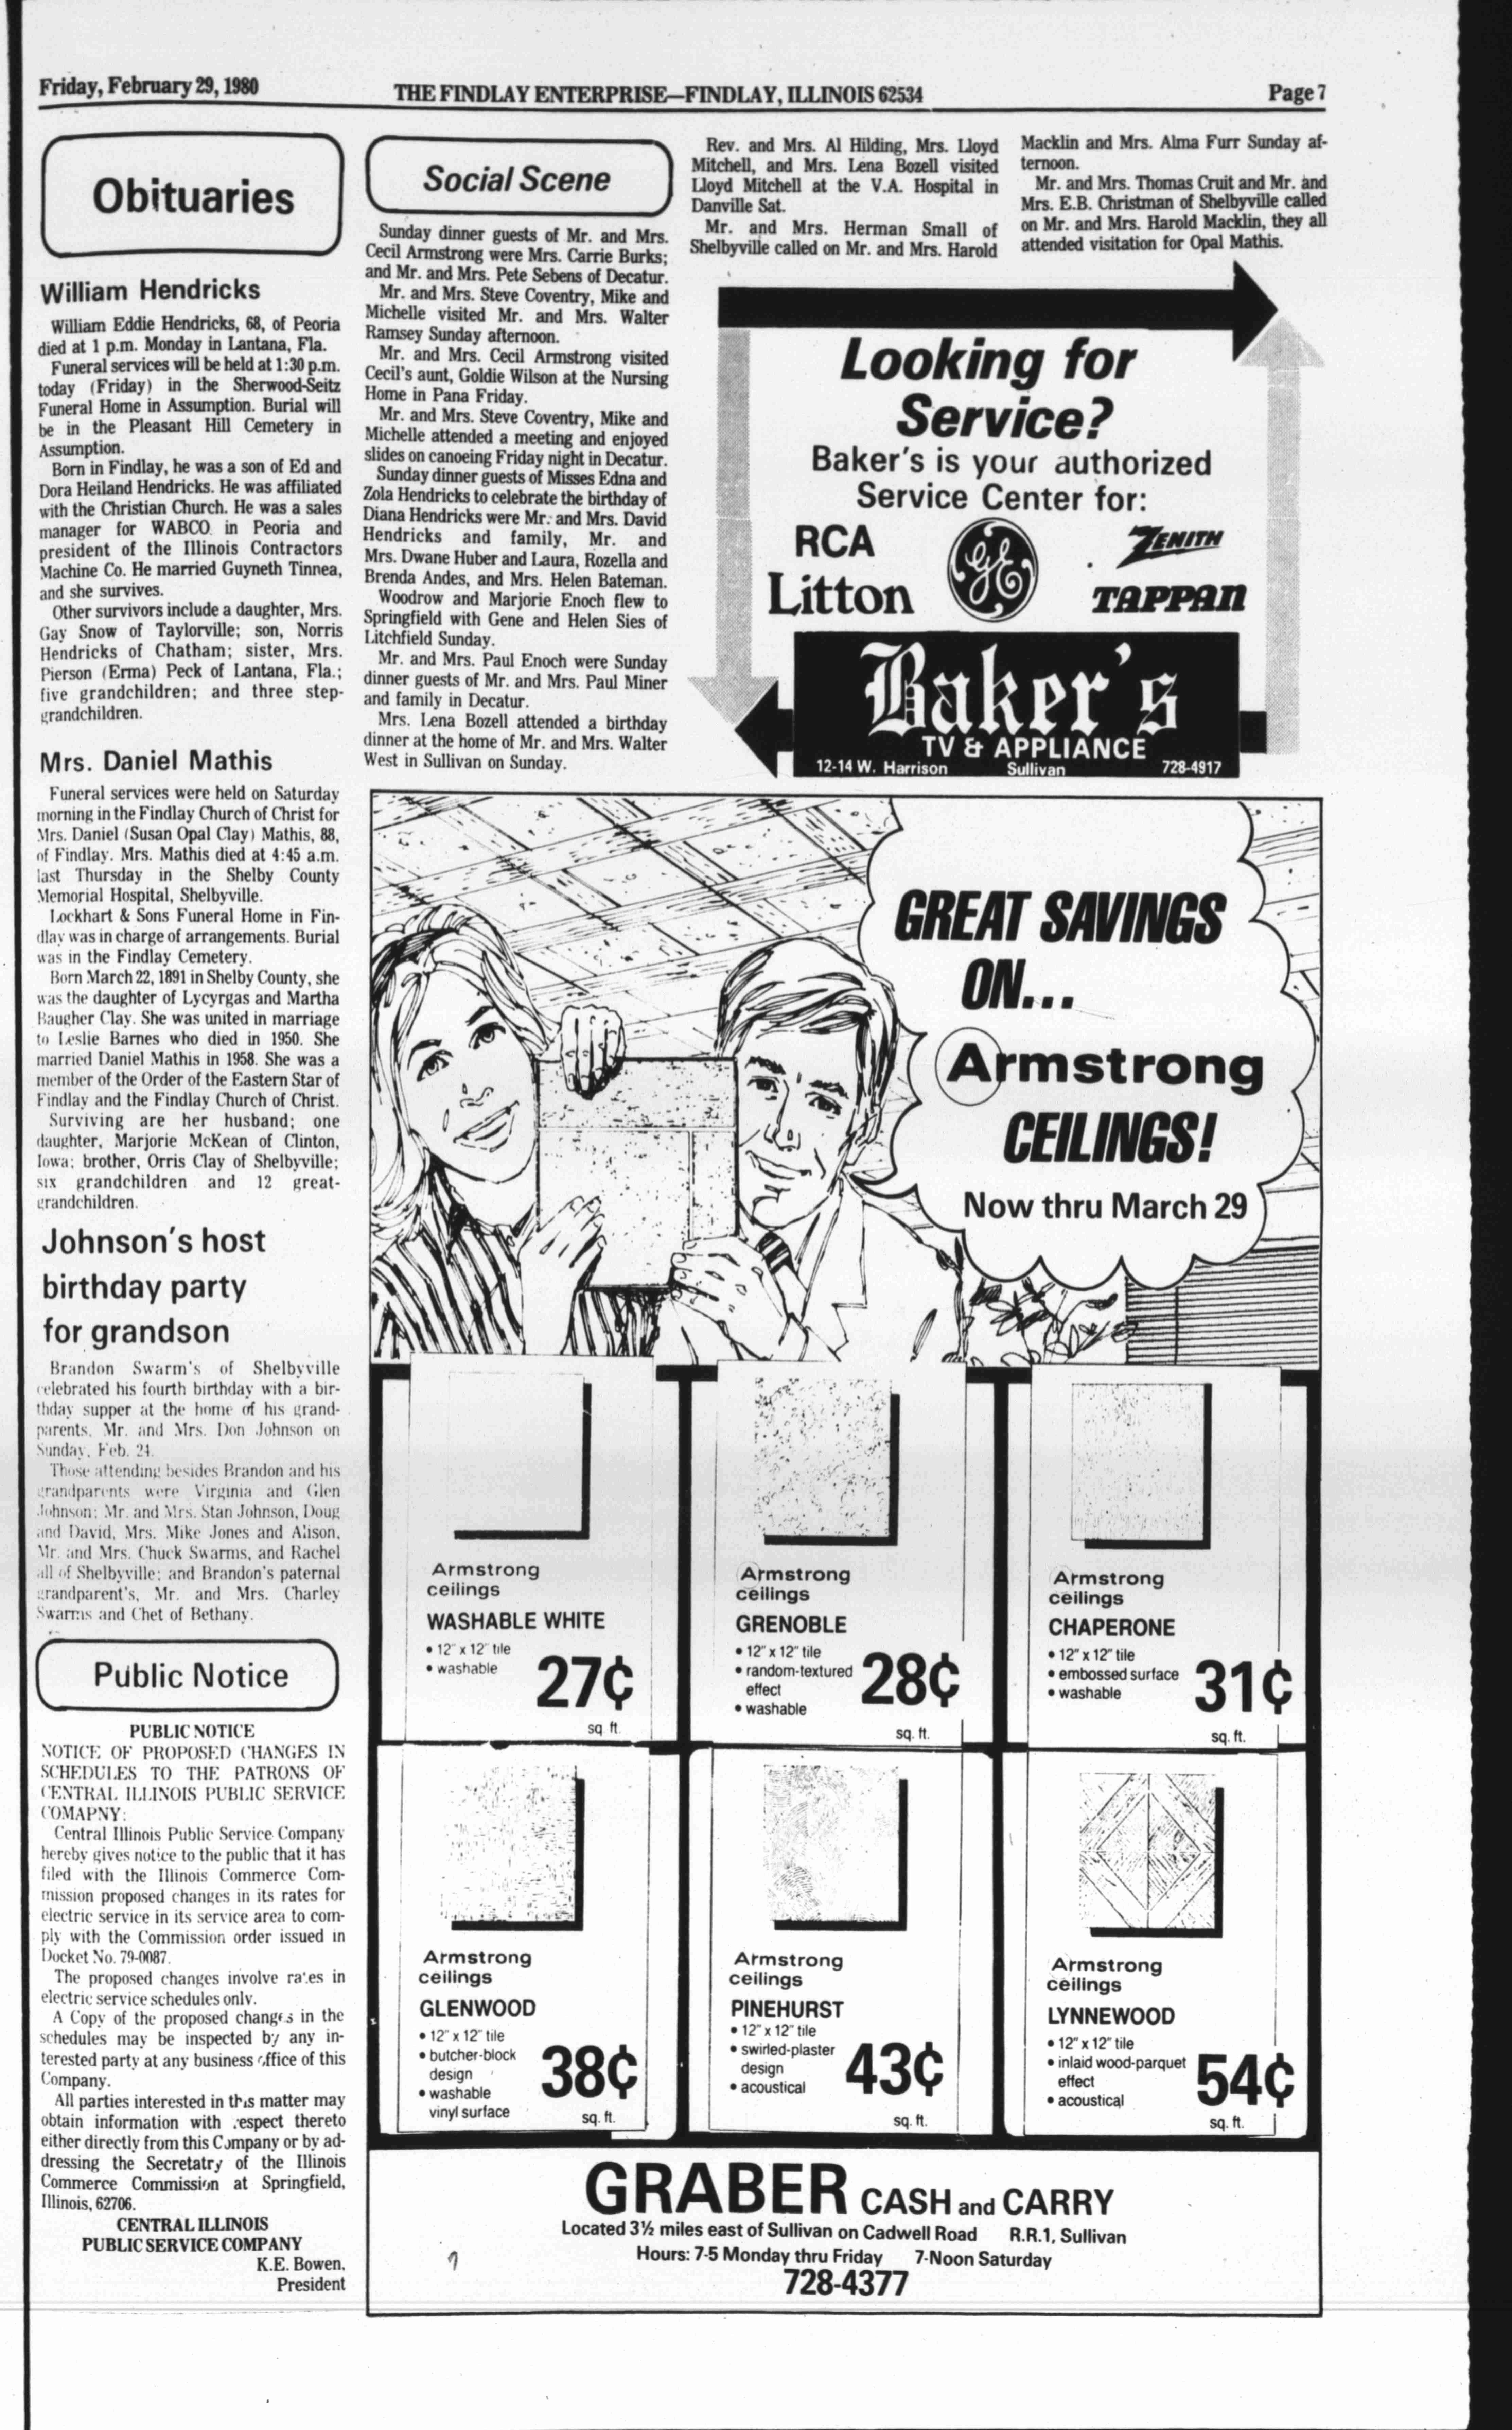 Friday, February 29, 1980
THE FINDLAY ENTERPRISE—FINDLAY, ILLINOIS 62534
Page 7
Obituaries
William Hendricks
William Eddie Hendricks, 68, of Peoria
died at 1 p.m. Monday in Lantana, Fla.
Funeral services will be held at 1:30 p.m.
today (Friday) in the Sherwood-Seitz
Funeral Home in Assumption. Burial will
be in the Pleasant Hill Cemetery in
Assumption.
Born in Findlay, he was a son of Ed and
Dora Heiland Hendricks. He was affiliated
with the Christian Church. He was a sales
manager for WABCO in Peoria and
president of the Illinois Contractors
Machine Co. He married Guyneth Tinnea,
and she survives.
Other survivors include a daughter, Mrs.
Gay Snow of Taylorville; son, Norris
Hendricks of Chatham; sister, Mrs.
Pierson (Erma) Peck of Lantana, Fla.;
five grandchildren; and three step-
grandchildren.
Mrs. Daniel Mathis
Funeral services were held on Saturday
morning in the Findlay Church of Christ for
Mrs. Daniel (Susan Opal Clay) Mathis, 88,
of Findlay. Mrs. Mathis died at 4:45 a.m.
last Thursday in the Shelby County
Memorial Hospital, Shelbyville.
Lockhart & Sons Funeral Home in Fin-
dlay was in charge of arrangements. Burial
was in the Findlay Cemetery.
Born March 22, 1891 in Shelby County, she
was the daughter of Lycyrgas and Martha
Baugher Clay. She was united in marriage
to Leslie Barnes who died in 1950. She
married Daniel Mathis in 1958. She was a
member of the Order of the Eastern Star of
Findlay and the Findlay Church of Christ.
Surviving are her husband; one
daughter, Marjorie McKean of Clinton,
Iowa; brother, Orris Clay of Shelbyville;
six grandchildren and 12 great-
grandchildren.
Johnson's host
birthday party
for grandson
Brandon Swarm's of Shelbyville
celebrated his fourth birthday with a bir-
thday supper at the home of his grand-
parents, Mr. and Mrs. Don Johnson on
Sunday, Feb. 24.
Those attending besides Brandon and his
grandparents were Virginia and Glen
Johnson; Mr. and Mrs. Stan Johnson, Doug
and David, Mrs. Mike Jones and Alison,
Mr. and Mrs. Chuck Swarms, and Rachel
all of Shelbyville; and Brandon's paternal
grandparent's, Mr. and Mrs. Charley
Swarms and Chet of Bethany.
Public Notice
PUBLIC NOTICE
NOTICE OF PROPOSED CHANGES IN
SCHEDULES TO THE PATRONS OF
CENTRAL ILLINOIS PUBLIC SERVICE
COMAPNY:
Central Illinois Public Service Company
hereby gives notice to the public that it has
filed with the Illinois Commerce Com-
mission proposed changes in its rates for
electric service in its service area to com-
ply with the Commission order issued in
Docket No. 79-0087.
The proposed changes involve rates in
electric service schedules only.
A Copy of the proposed changes in the
schedules may be inspected by any in-
terested party at any business office of this
Company.
All parties interested in this matter may
obtain information with respect thereto
either directly from this Company or by ad-
dressing the Secretatry of the Illinois
Commerce Commission at Springfield,
Illinois, 62706.
CENTRAL ILLINOIS
PUBLIC SERVICE COMPANY
K.E. Bowen,
President
Social Scene
Sunday dinner guests of Mr. and Mrs.
Cecil Armstrong were Mrs. Carrie Burks;
and Mr. and Mrs. Pete Sebens of Decatur.
Mr. and Mrs. Steve Coventry, Mike and
Michelle visited Mr. and Mrs. Walter
Ramsey Sunday afternoon.
Mr. and Mrs. Cecil Armstrong visited
Cecil's aunt, Goldie Wilson at the Nursing
Home in Pana Friday.
Mr. and Mrs. Steve Coventry, Mike and
Michelle attended a meeting and enjoyed
slides on canoeing Friday night in Decatur.
Sunday dinner guests of Misses Edna and
Zola Hendricks to celebrate the birthday of
Diana Hendricks were Mr. and Mrs. David
Hendricks and family, Mr. and
Mrs. Dwane Huber and Laura, Rozella and
Brenda Andes, and Mrs. Helen Bateman.
Woodrow and Marjorie Enoch flew to
Springfield with Gene and Helen Sies of
Litchfield Sunday.
Mr. and Mrs. Paul Enoch were Sunday
dinner guests of Mr. and Mrs. Paul Miner
and family in Decatur.
Mrs. Lena Bozell attended a birthday
dinner at the home of Mr. and Mrs. Walter
West in Sullivan on Sunday.
Rev. and Mrs. Al Hilding, Mrs. Lloyd
Mitchell, and Mrs. Lena Bozell visited
Lloyd Mitchell at the V.A. Hospital in
Danville Sat.
Mr. and Mrs. Herman Small of
Shelbyville called on Mr. and Mrs. Harold
Macklin and Mrs. Alma Furr Sunday af-
ternoon.
Mr. and Mrs. Thomas Cruit and Mr. and
Mrs. E.B. Christman of Shelbyville called
on Mr. and Mrs. Harold Macklin, they all
attended visitation for Opal Mathis.
Looking for
Service?
Baker's is your authorized
Service Center for:
RCA
GE
ZENITH
Litton
TAPPAN
Baker's
TV & APPLIANCE
12-14 W. Harrison Sullivan 728-4917
GREAT SAVINGS
ON...
Armstrong
CEILINGS!
Now thru March 29
Armstrong
ceilings
WASHABLE WHITE
• 12" x 12" tile
• washable
27¢
sq. ft.
Armstrong
ceilings
GRENOBLE
• 12" x 12" tile
• random-textured
effect
• washable
28¢
sq. ft.
Armstrong
ceilings
CHAPERONE
• 12" x 12" tile
• embossed surface
• washable
31¢
sq. ft.
Armstrong
ceilings
GLENWOOD
• 12" x 12" tile
• butcher-block
design
• washable
vinyl surface
38¢
sq. ft.
Armstrong
ceilings
PINEHURST
• 12" x 12" tile
• swirled-plaster
design
• acoustical
43¢
sq. ft.
Armstrong
ceilings
LYNNEWOOD
• 12" x 12" tile
• inlaid wood-parquet
effect
• acoustical
54¢
sq. ft.
GRABER CASH and CARRY
Located 3½ miles east of Sullivan on Cadwell Road R.R.1, Sullivan
Hours: 7-5 Monday thru Friday 7-Noon Saturday
728-4377